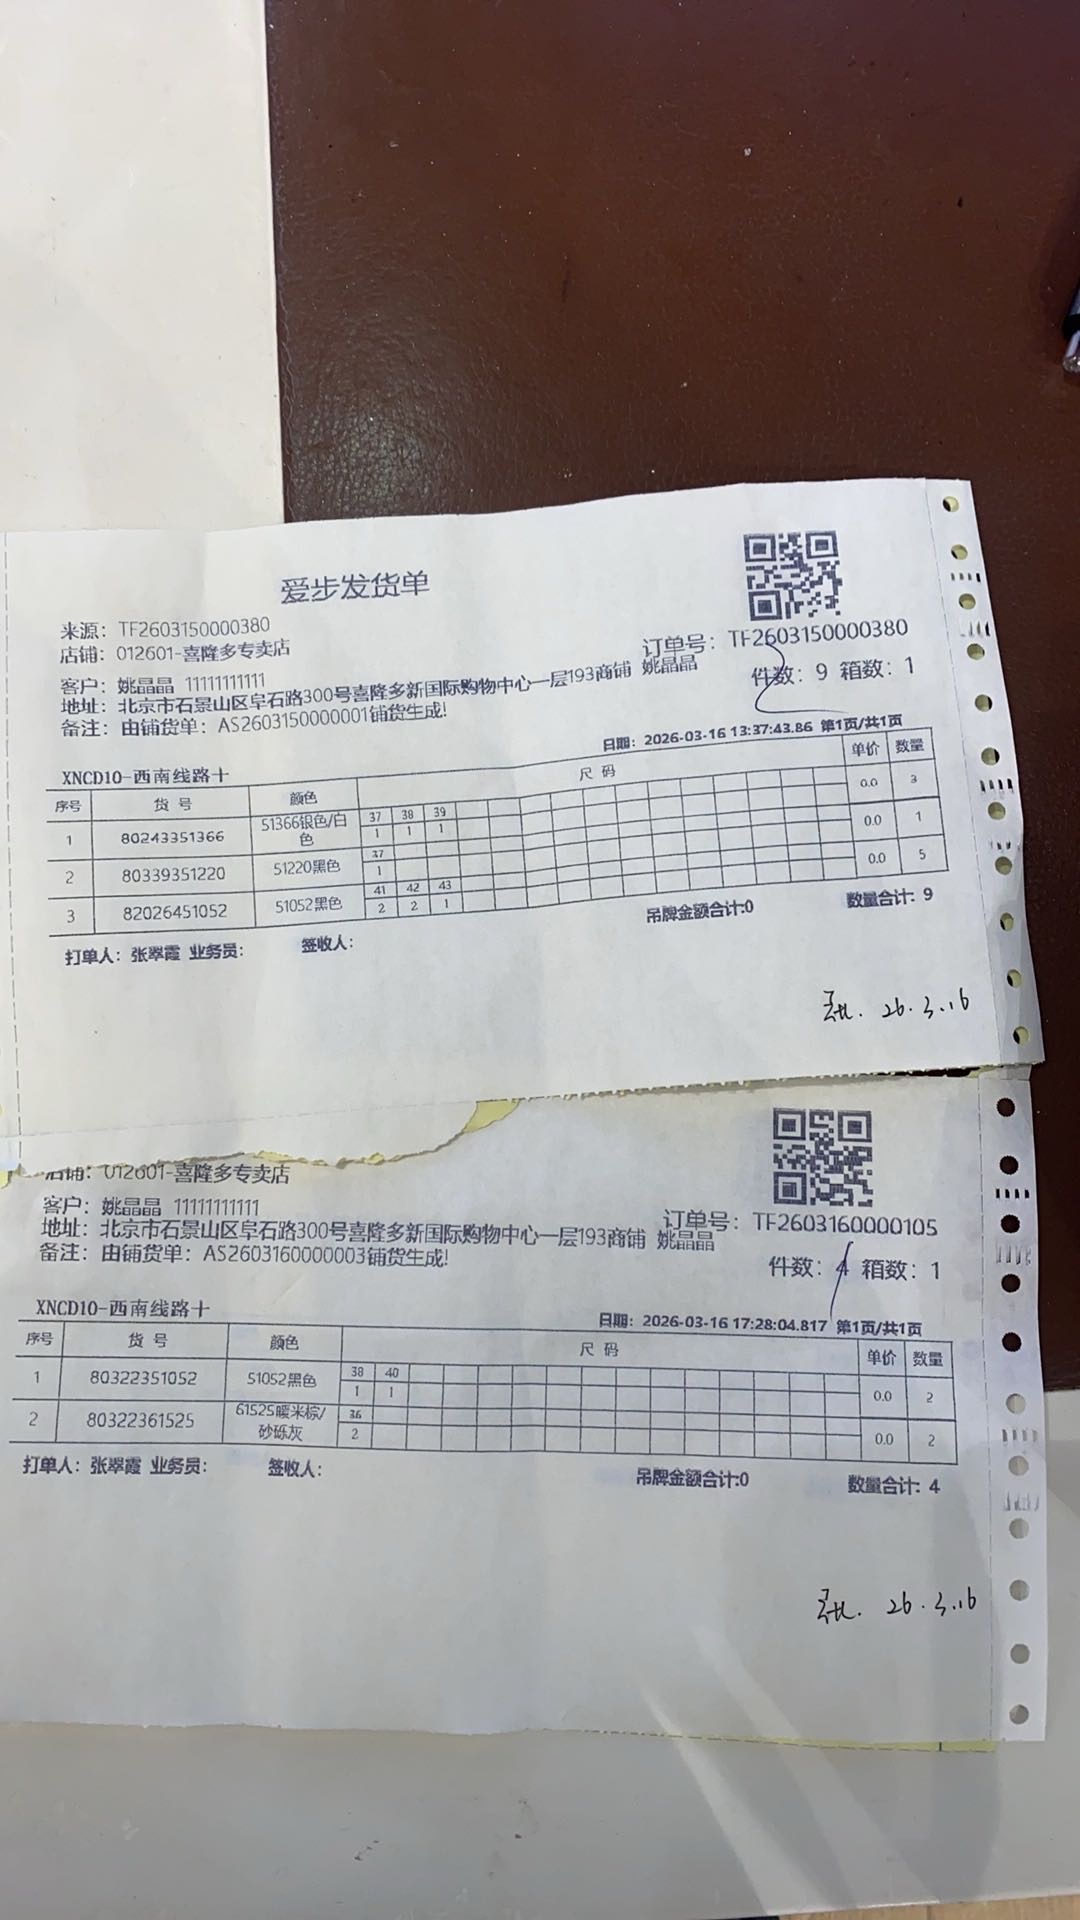 爱步发货单
来源：TF2603150000380
店铺：012601-喜隆多专卖店
订单号：TF2603150000380
客户：姚晶晶 11111111111
件数：9 箱数：1
地址：北京市石景山区阜石路300号喜隆多新国际购物中心一层193商铺 姚晶晶
备注：由铺货单：AS2603150000001铺货生成!
日期：2026-03-16 13:37:43.86 第1页/共1页
XNCD10-西南线路十
序号 货号 颜色 尺码 单价 数量
37 38 39
1 80243351366 51366银色/白色 1 1 1 0.0 3
37
2 80339351220 51220黑色 1 0.0 1
41 42 43
3 82026451052 51052黑色 2 2 1 0.0 5
打单人：张翠霞 业务员： 签收人： 吊牌金额合计:0 数量合计：9
26.3.16
店铺：012601-喜隆多专卖店
客户：姚晶晶 11111111111
订单号：TF2603160000105
地址：北京市石景山区阜石路300号喜隆多新国际购物中心一层193商铺 姚晶晶
备注：由铺货单：AS2603160000003铺货生成!
件数：4 箱数：1
日期：2026-03-16 17:28:04.817 第1页/共1页
XNCD10-西南线路十
序号 货号 颜色 尺码 单价 数量
38 40
1 80322351052 51052黑色 1 1 0.0 2
36
2 80322361525 61525暖米棕/砂砾灰 2 0.0 2
打单人：张翠霞 业务员： 签收人： 吊牌金额合计:0 数量合计：4
26.3.16